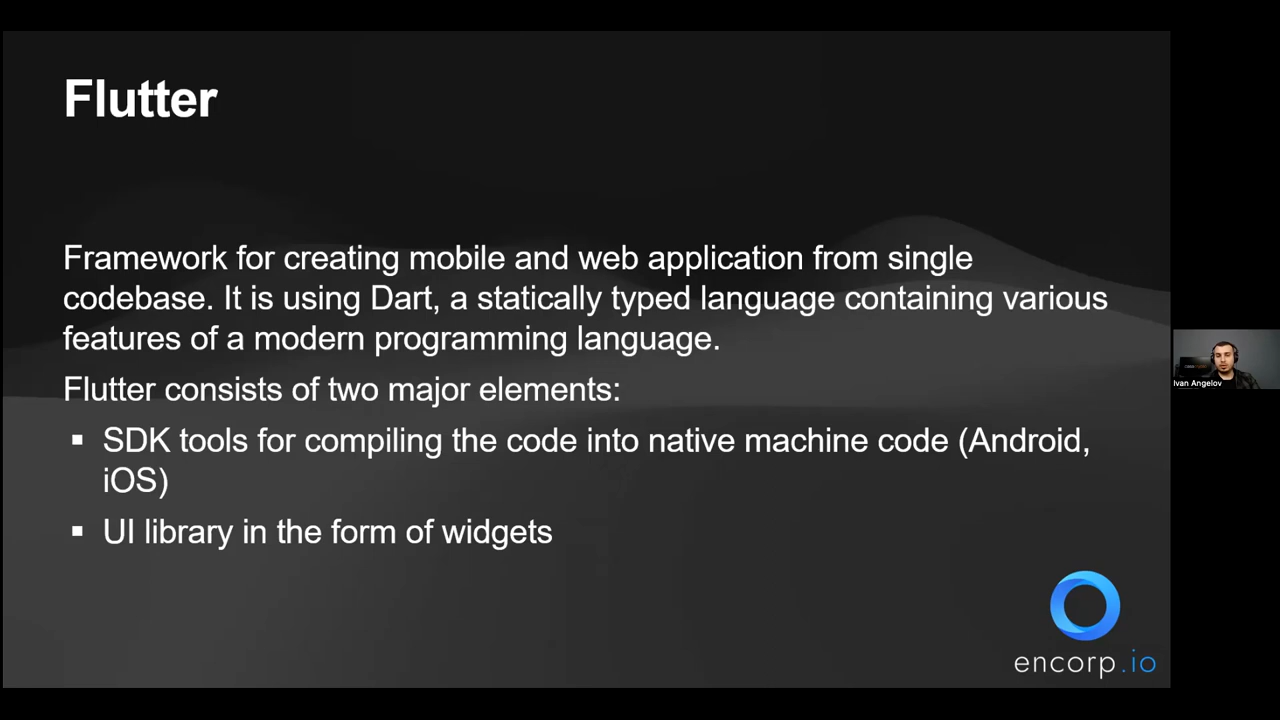 Flutter
Framework for creating mobile and web application from single
codebase. It is using Dart, a statically typed language containing various
features of a modern programming language.
Flutter consists of two major elements:
▪ SDK tools for compiling the code into native machine code (Android,
iOS)
▪ UI library in the form of widgets
Ivan Angelov
encorp.io